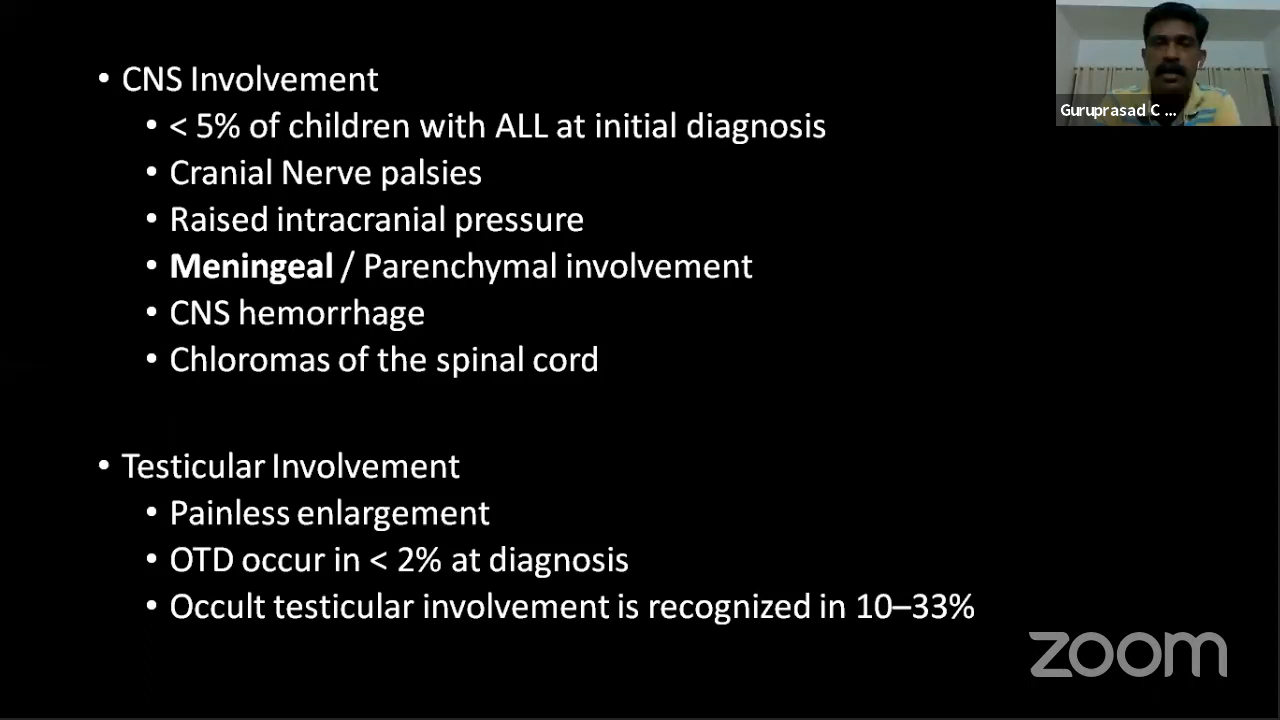 • CNS Involvement
• < 5% of children with ALL at initial diagnosis
• Cranial Nerve palsies
• Raised intracranial pressure
• Meningeal / Parenchymal involvement
• CNS hemorrhage
• Chloromas of the spinal cord
• Testicular Involvement
• Painless enlargement
• OTD occur in < 2% at diagnosis
• Occult testicular involvement is recognized in 10–33%
Guruprasad C ...
zoom